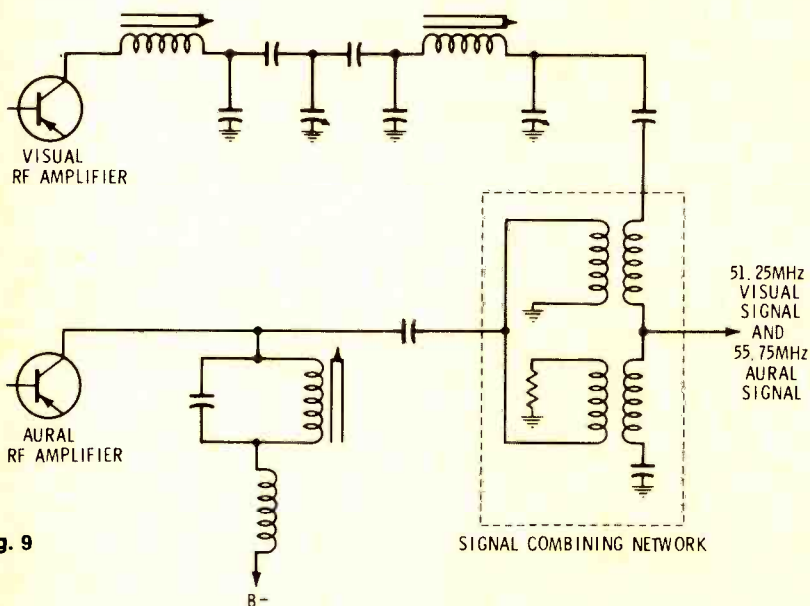 VISUAL
RF AMPLIFIER
51.25MHz
VISUAL
SIGNAL
AND
55.75MHz
AURAL
SIGNAL
AURAL
RF AMPLIFIER
g. 9
B-
SIGNAL COMBINING NETWORK